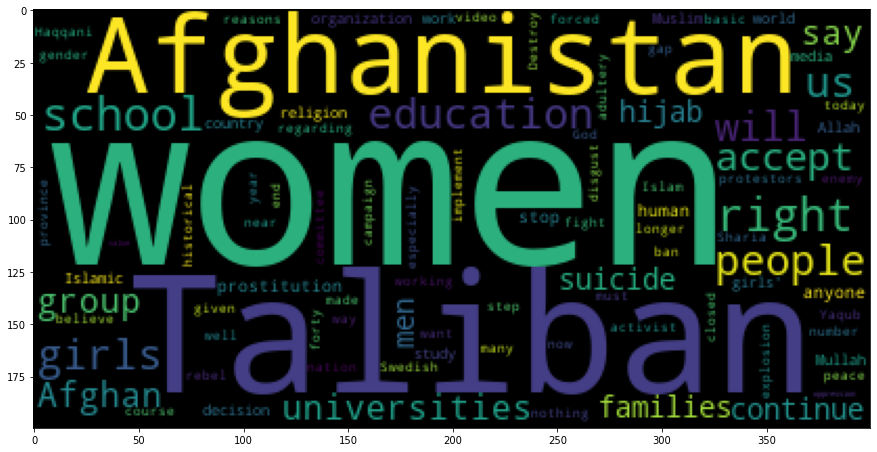 0
25
50
75
100
125
150
175
0 50 100 150 200 250 300 350
Afghanistan
Women
Taliban
reasons
organization
work
video
forced
Muslim
basic
world
say
Haqqani
gender
Destroy
gap
media
us
adultery
today
school
country
religion
regarding
education
God
hijab
will
Allah
accept
protestors
enemy
province
historical
year
end
near
committee
campaign
especially
implement
stop
fight
disgust
Islam
human
longer
ban
right
Sharia
people
Islamic
prostitution
working
suicide
girls'
anyone
group
believe
given
made
way
forty
men
want
step
must
activist
closed
Yaqub
number
girls
well
rebel
nation
Swedish
study
many
now
explosion
Mullah
peace
Afghan
course
decision
universities
nothing
families
continue
oppression